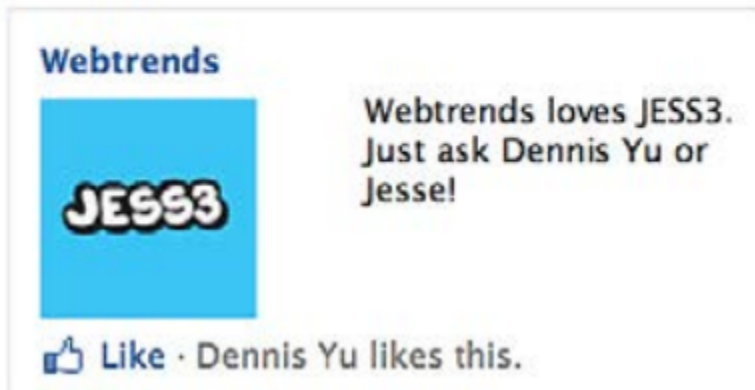 Webtrends
JESS3
Webtrends loves JESS3.
Just ask Dennis Yu or
Jesse!
Like · Dennis Yu likes this.